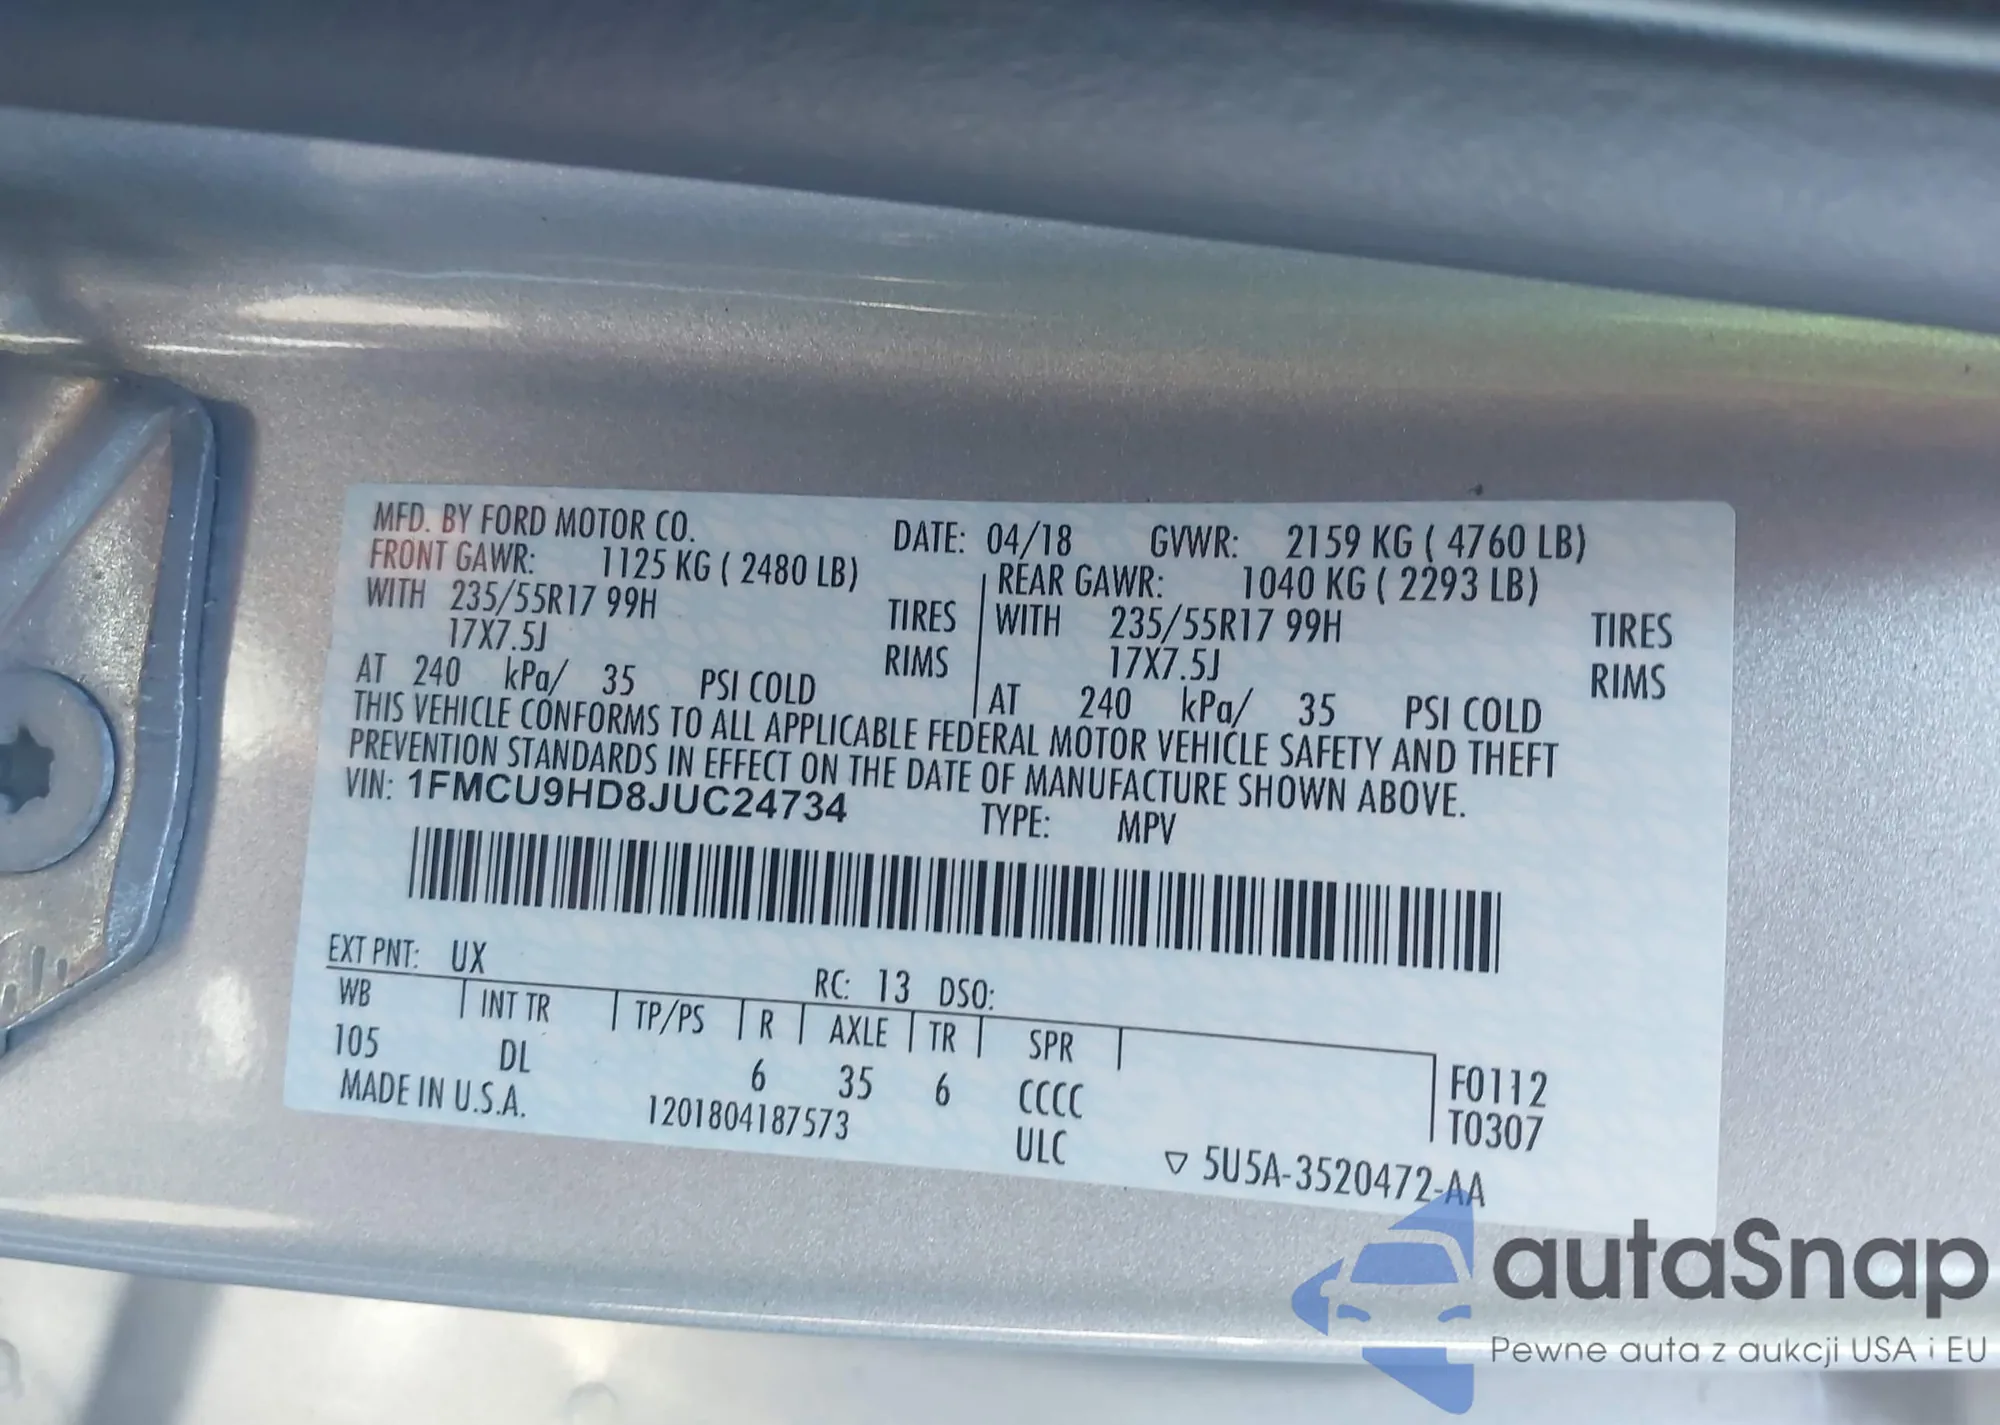 MFD. BY FORD MOTOR CO. DATE: 04/18 GVWR: 2159 KG ( 4760 LB)
FRONT GAWR: 1125 KG ( 2480 LB) REAR GAWR: 1040 KG ( 2293 LB)
WITH 235/55R17 99H TIRES WITH 235/55R17 99H TIRES
17X7.5J RIMS 17X7.5J RIMS
AT 240 kPa/ 35 PSI COLD AT 240 kPa/ 35 PSI COLD
THIS VEHICLE CONFORMS TO ALL APPLICABLE FEDERAL MOTOR VEHICLE SAFETY AND THEFT
PREVENTION STANDARDS IN EFFECT ON THE DATE OF MANUFACTURE SHOWN ABOVE.
VIN: 1FMCU9HD8JUC24734 TYPE: MPV
EXT PNT: UX RC: 13 DSO:
WB INT TR TP/PS R AXLE TR SPR
105 DL 6 35 6 CCCC F0112
MADE IN U.S.A. 1201804187573 ULC T0307
▽ 5U5A-3520472-AA
autaSnap
Pewne auta z aukcji USA i EU